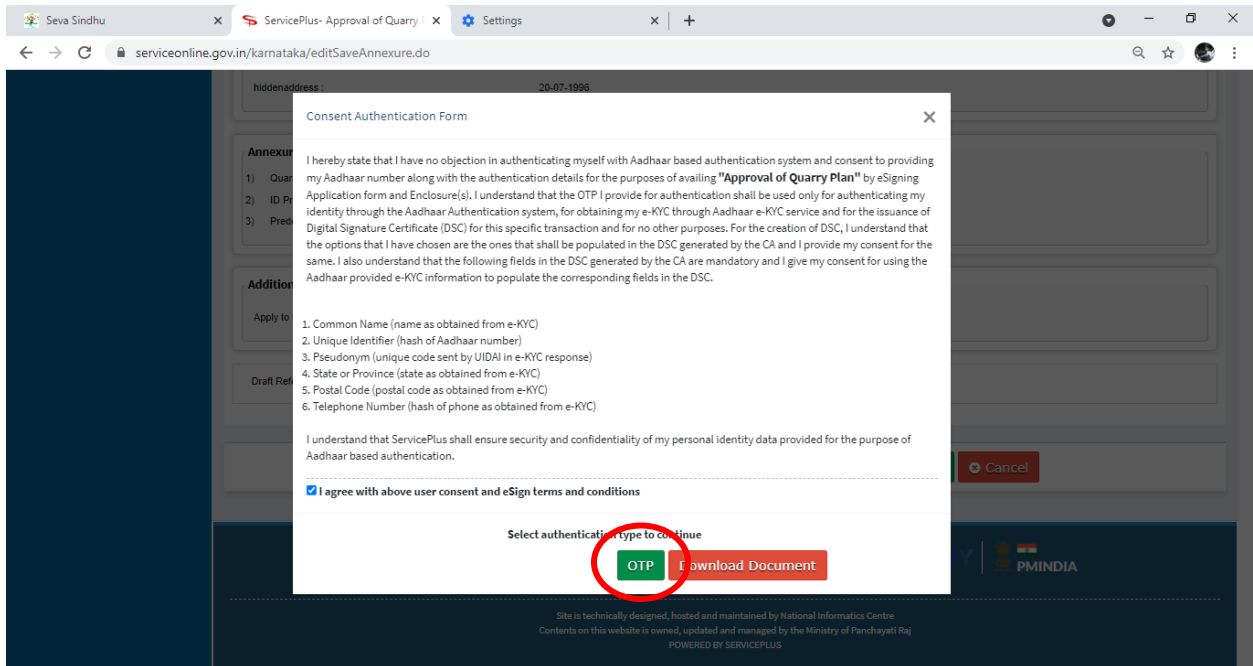 Seva Sindhu
ServicePlus- Approval of Quarry
Settings
serviceonline.gov.in/karnataka/editSaveAnnexure.do
hiddenaddress :
20-07-1996
Consent Authentication Form
Annexur
1) Quar
2) ID Pr
3) Pred
I hereby state that I have no objection in authenticating myself with Aadhaar based authentication system and consent to providing
my Aadhaar number along with the authentication details for the purposes of availing "Approval of Quarry Plan" by eSigning
Application form and Enclosure(s). I understand that the OTP I provide for authentication shall be used only for authenticating my
identity through the Aadhaar Authentication system, for obtaining my e-KYC through Aadhaar e-KYC service and for the issuance of
Digital Signature Certificate (DSC) for this specific transaction and for no other purposes. For the creation of DSC, I understand that
the options that I have chosen are the ones that shall be populated in the DSC generated by the CA and I provide my consent for the
same. I also understand that the following fields in the DSC generated by the CA are mandatory and I give my consent for using the
Aadhaar provided e-KYC information to populate the corresponding fields in the DSC.
Addition
Apply to
1. Common Name (name as obtained from e-KYC)
2. Unique Identifier (hash of Aadhaar number)
3. Pseudonym (unique code sent by UIDAI in e-KYC response)
4. State or Province (state as obtained from e-KYC)
5. Postal Code (postal code as obtained from e-KYC)
6. Telephone Number (hash of phone as obtained from e-KYC)
Draft Ref
I understand that ServicePlus shall ensure security and confidentiality of my personal identity data provided for the purpose of
Aadhaar based authentication.
Cancel
I agree with above user consent and eSign terms and conditions
Select authentication type to continue
OTP
Download Document
PMINDIA
Site is technically designed, hosted and maintained by National Informatics Centre
Contents on this website is owned, updated and managed by the Ministry of Panchayati Raj
POWERED BY SERVICEPLUS